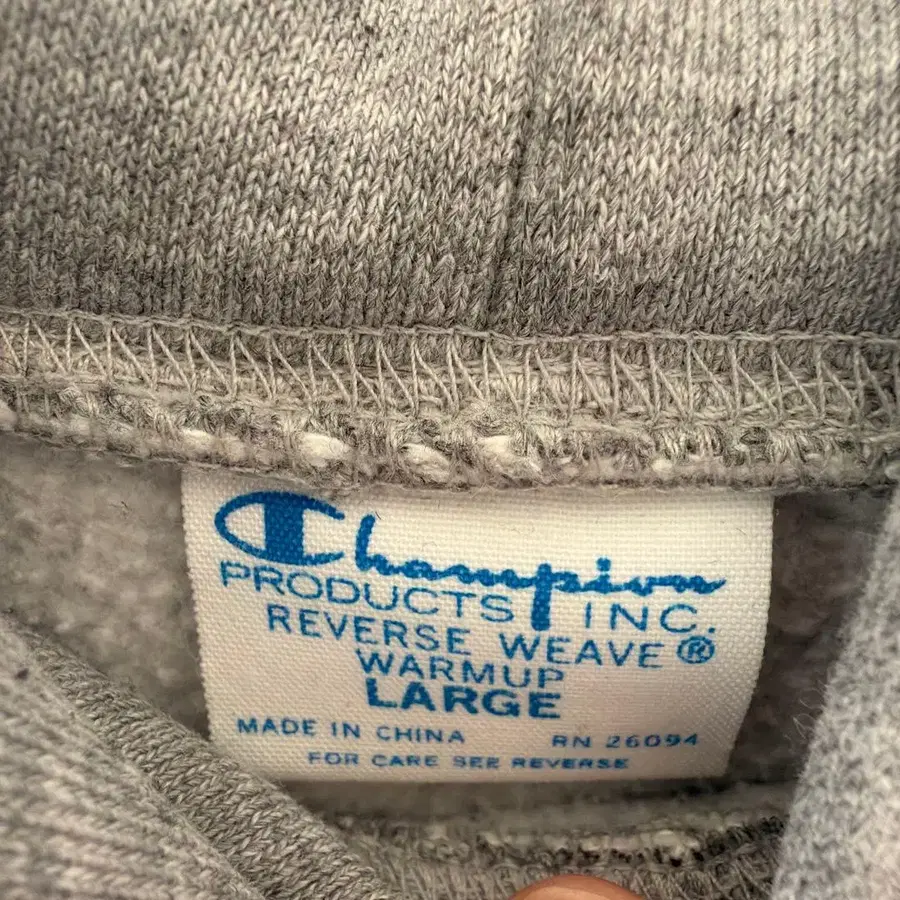 Champion
PRODUCTS INC.
REVERSE WEAVE®
WARMUP
LARGE
MADE IN CHINA RN 26094
FOR CARE SEE REVERSE